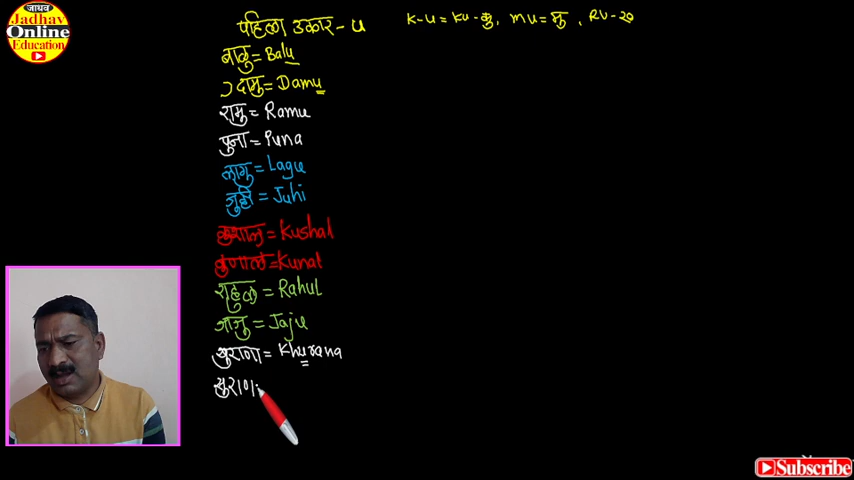 जाधव
Jadhav
Online
Education
पहिला उकार - u
K-U = KU - कु, MU = मु, RU - रु
बाळु = Balu
दामु = Damu
रामु = Ramu
पुना = Puna
लागु = Lagu
जुही = Juhi
कुशाल = Kushal
कुणाल = Kunal
राहुल = Rahul
जाजु = Jaju
खुराना = Khurana
सुराण
Subscribe